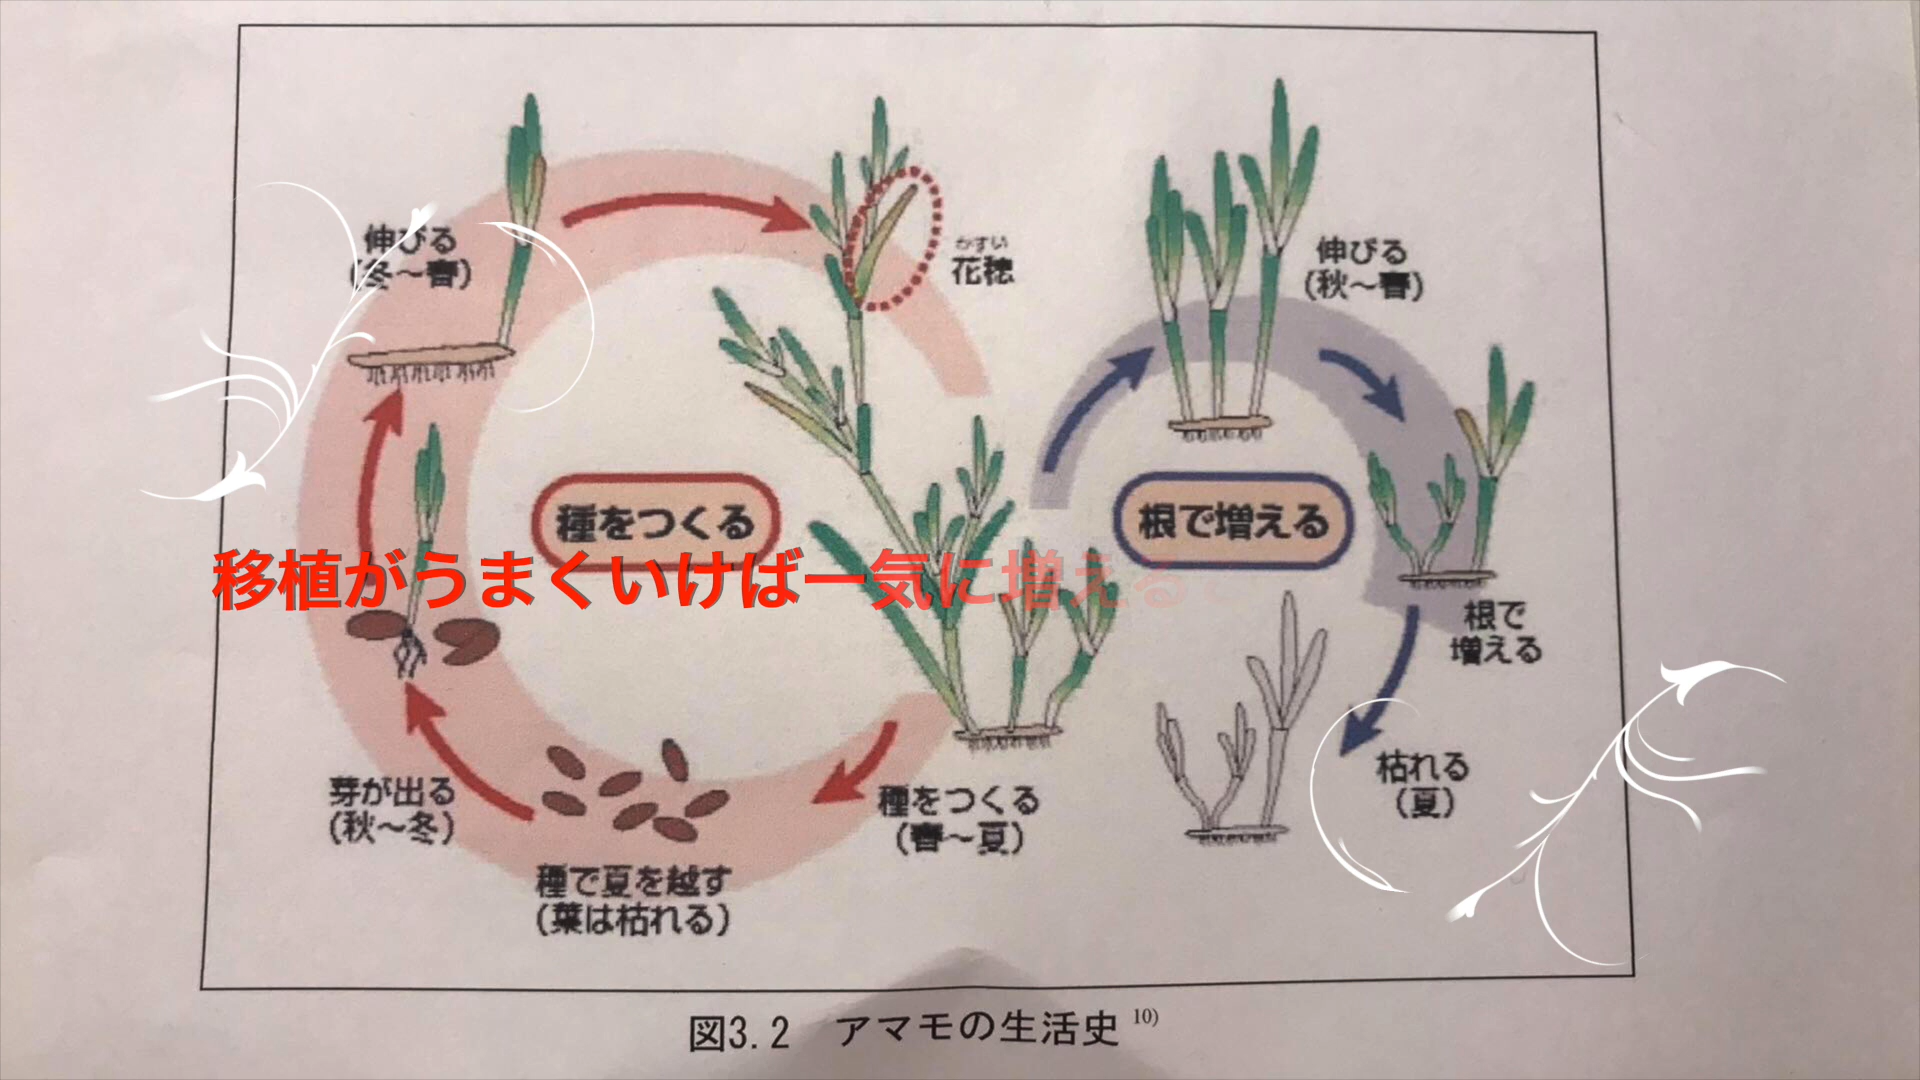 伸びる
(冬～春)
かすい
花穂
伸びる
(秋～春)
種をつくる
根で増える
移植がうまくいけば一気に増える
根で
増える
枯れる
(夏)
芽が出る
(秋～冬)
種をつくる
(春～夏)
種で夏を越す
(葉は枯れる)
図3.2 アマモの生活史 10)